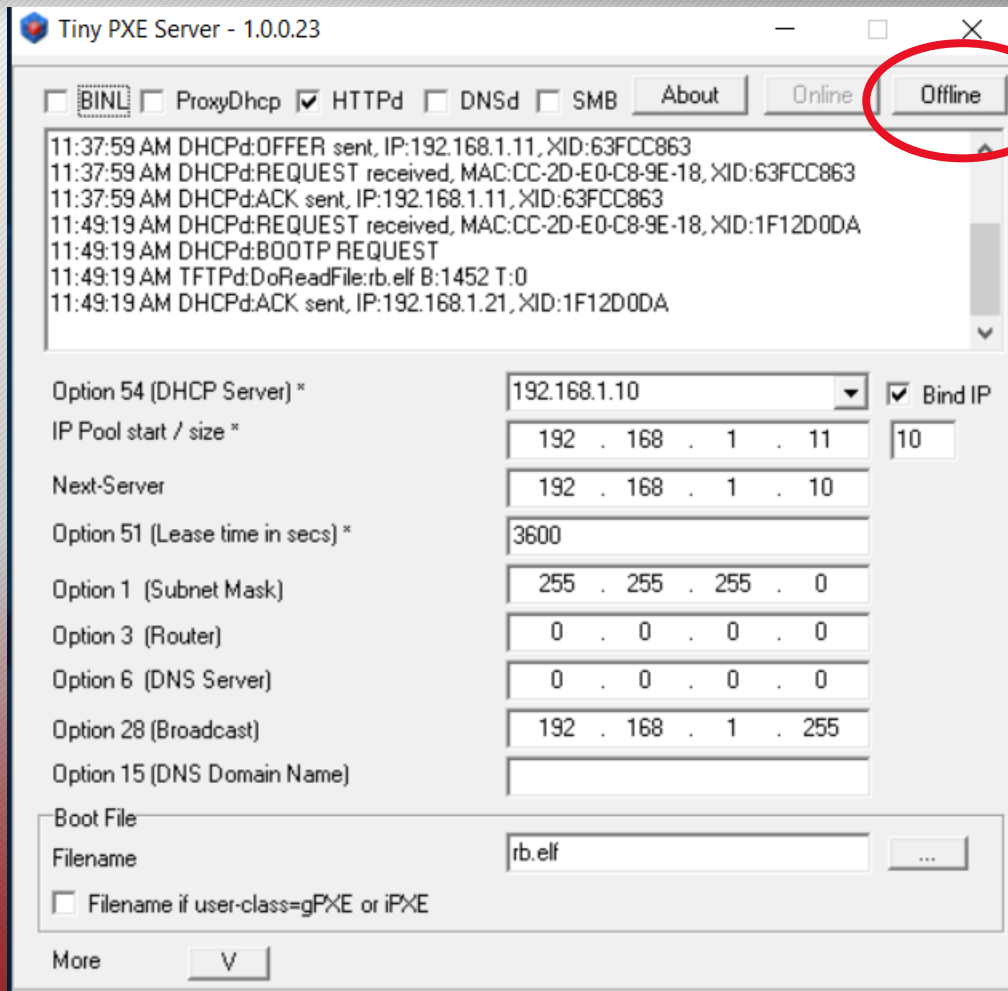 Tiny PXE Server - 1.0.0.23
BINL ProxyDhcp HTTPd DNSd SMB About Online Offline
11:37:59 AM DHCPd:OFFER sent, IP:192.168.1.11, XID:63FCC863
11:37:59 AM DHCPd:REQUEST received, MAC:CC-2D-E0-C8-9E-18, XID:63FCC863
11:37:59 AM DHCPd:ACK sent, IP:192.168.1.11, XID:63FCC863
11:49:19 AM DHCPd:REQUEST received, MAC:CC-2D-E0-C8-9E-18, XID:1F12D0DA
11:49:19 AM DHCPd:BOOTP REQUEST
11:49:19 AM TFTPd:DoReadFile:rb.elf B:1452 T:0
11:49:19 AM DHCPd:ACK sent, IP:192.168.1.21, XID:1F12D0DA
Option 54 (DHCP Server) * 192.168.1.10 Bind IP
IP Pool start / size * 192 . 168 . 1 . 11 10
Next-Server 192 . 168 . 1 . 10
Option 51 (Lease time in secs) * 3600
Option 1 (Subnet Mask) 255 . 255 . 255 . 0
Option 3 (Router) 0 . 0 . 0 . 0
Option 6 (DNS Server) 0 . 0 . 0 . 0
Option 28 (Broadcast) 192 . 168 . 1 . 255
Option 15 (DNS Domain Name)
Boot File
Filename rb.elf ...
Filename if user-class=gPXE or iPXE
More V